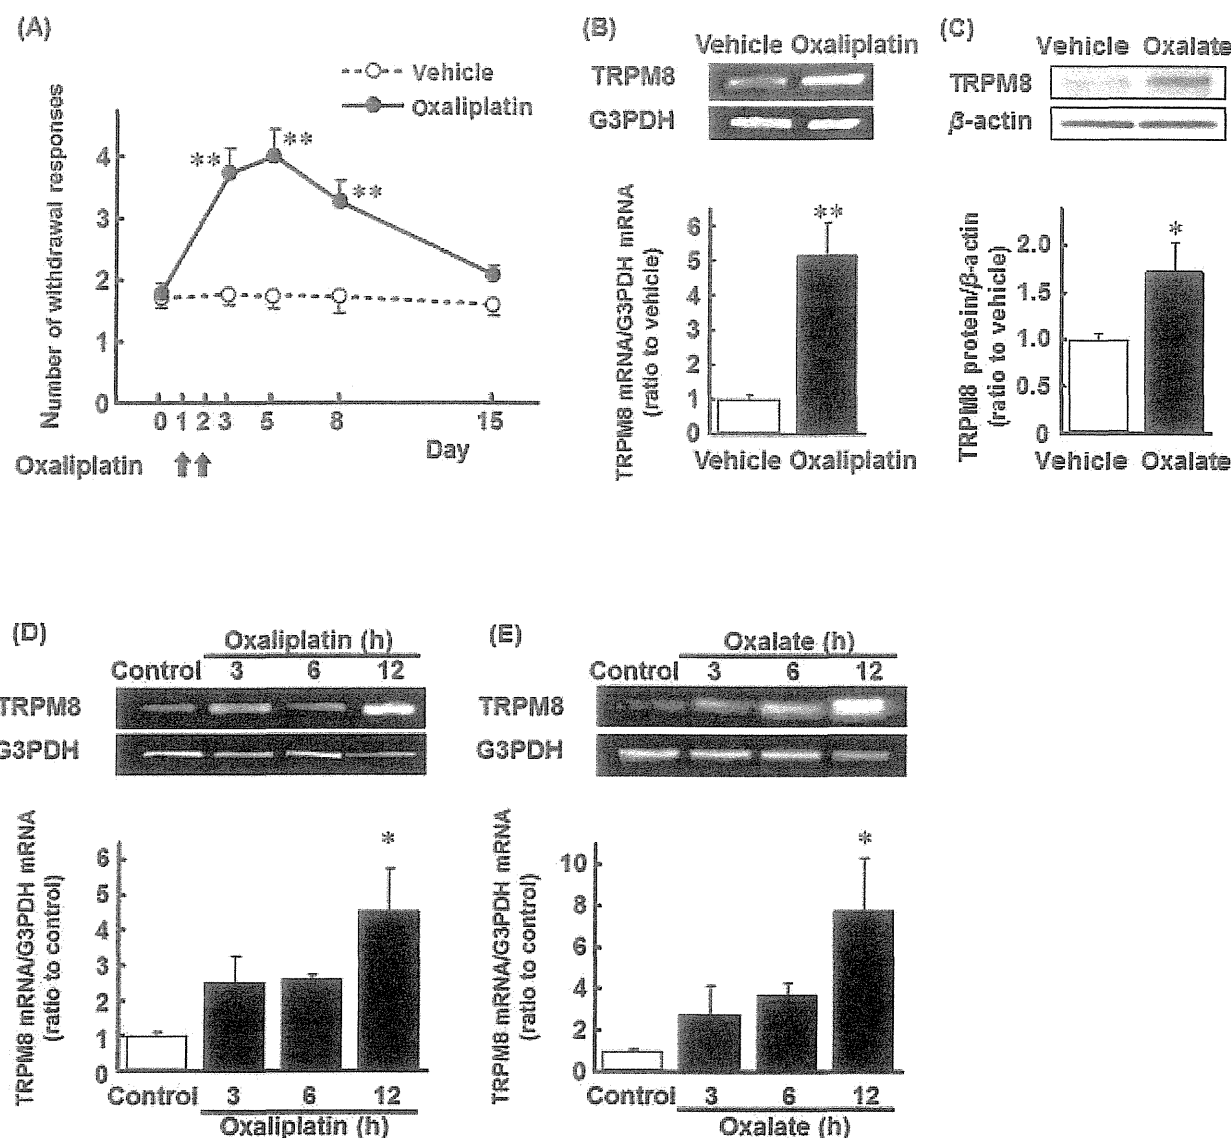 (A)
Vehicle
Oxaliplatin
Number of withdrawal responses
4
3
2
1
0
**
**
**
0 1 2 3 5 8 15
Day
Oxaliplatin
(B)
Vehicle Oxaliplatin
TRPM8
G3PDH
TRPM8 mRNA/G3PDH mRNA
(ratio to vehicle)
6
5
4
3
2
1
0
**
Vehicle Oxaliplatin
(C)
Vehicle Oxalate
TRPM8
β-actin
TRPM8 protein/β-actin
(ratio to vehicle)
2.0
1.5
1.0
0.5
0
*
Vehicle Oxalate
(D)
Oxaliplatin (h)
Control 3 6 12
TRPM8
G3PDH
TRPM8 mRNA/G3PDH mRNA
(ratio to control)
6
5
4
3
2
1
0
*
Control 3 6 12
Oxaliplatin (h)
(E)
Oxalate (h)
Control 3 6 12
TRPM8
G3PDH
TRPM8 mRNA/G3PDH mRNA
(ratio to control)
10
8
6
4
2
0
*
Control 3 6 12
Oxalate (h)